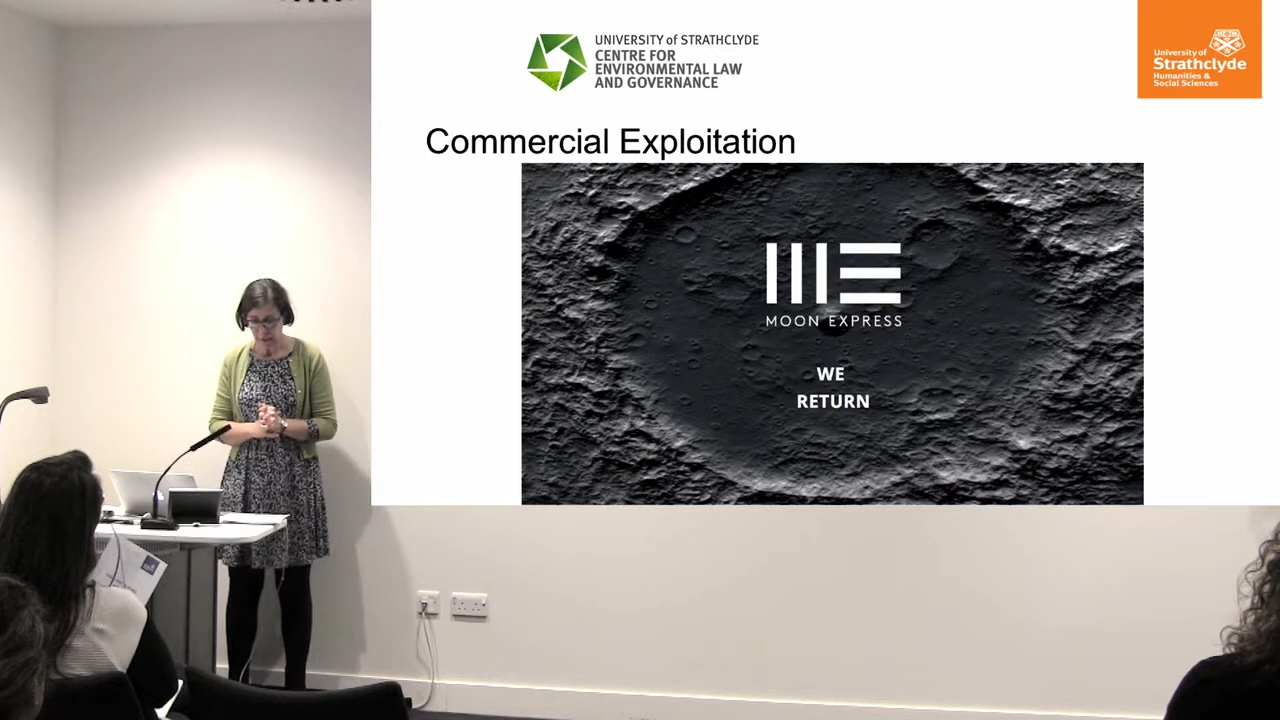 UNIVERSITY of STRATHCLYDE
CENTRE FOR
ENVIRONMENTAL LAW
AND GOVERNANCE
University of
Strathclyde
Humanities &
Social Sciences
Commercial Exploitation
MOON EXPRESS
WE
RETURN